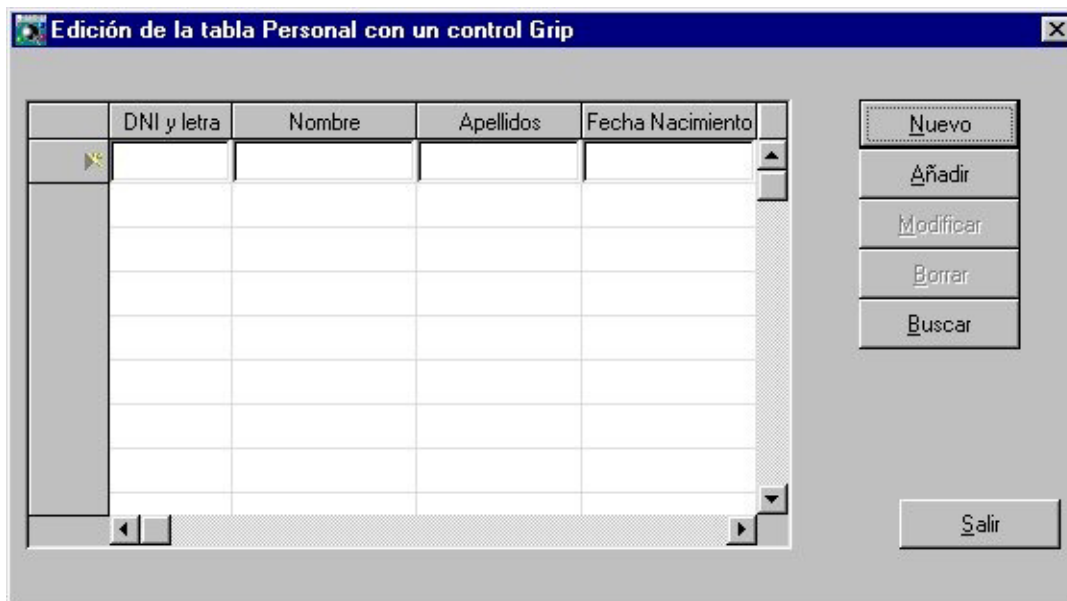 Edición de la tabla Personal con un control Grip
DNI y letra Nombre Apellidos Fecha Nacimiento
Nuevo
Añadir
Modificar
Borrar
Buscar
Salir